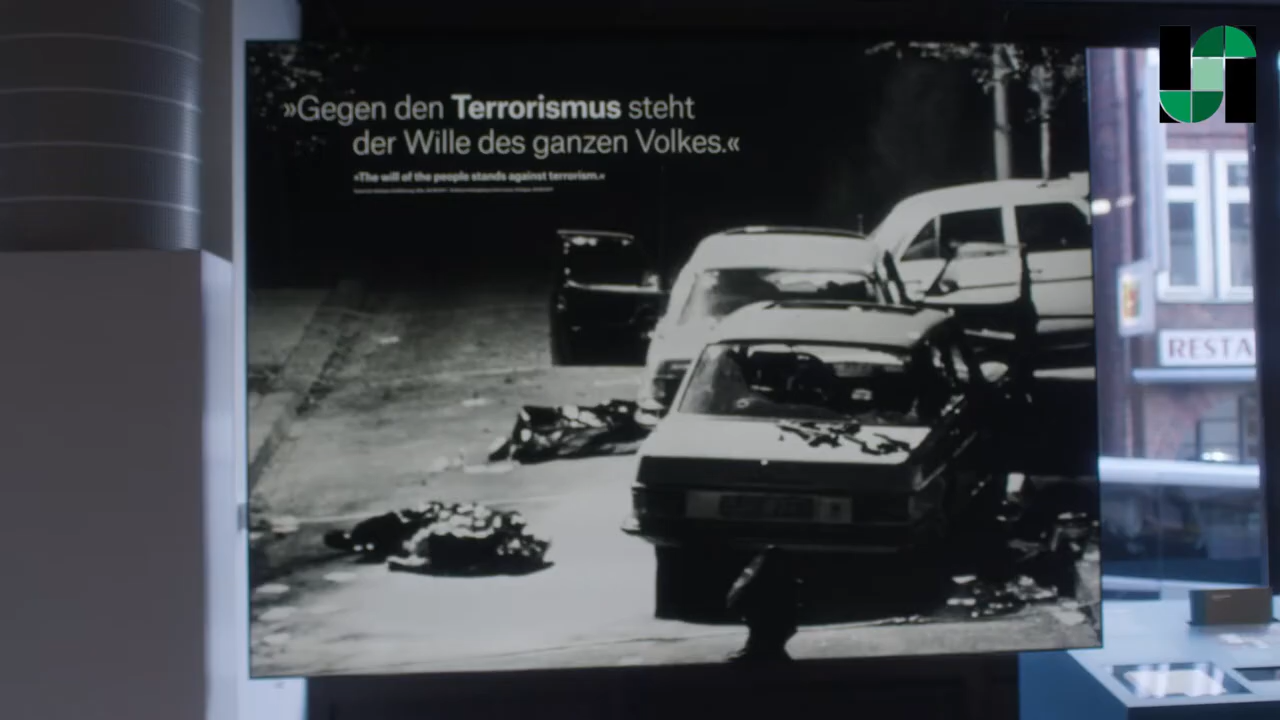 »Gegen den Terrorismus steht
der Wille des ganzen Volkes.«
«The will of the people stands against terrorism.»
RESTA